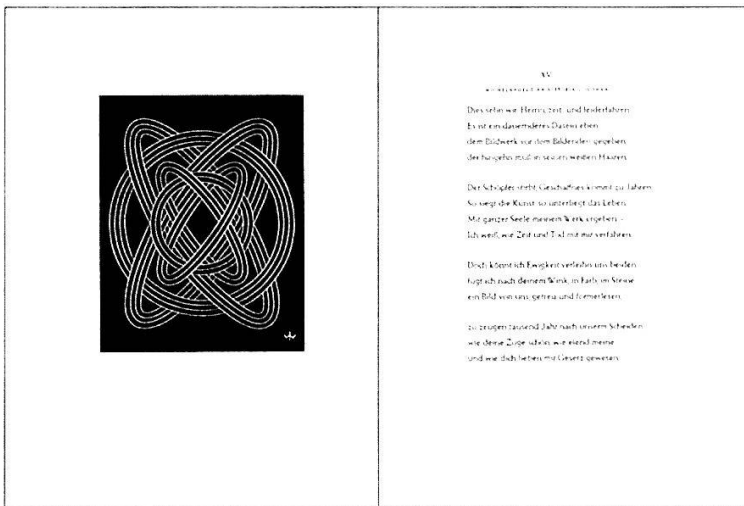 XV
Dies sehn wir, Herrin, zeit- und leiderfahren:
Es ist ein dauernderes Dasein eben
dem Bildwerk vor dem Bildenden gegeben,
der hingehn muß in seinen weißen Haaren.
Der Schöpfer stirbt, Geschaffnes kommt zu Jahren.
So siegt die Kunst, so unterliegt das Leben.
Mit ganzer Seele meinem Werk ergeben –
Ich weiß, wie Zeit und Tod mit mir verfahren.
Doch könnt ich Ewigkeit verleihn uns beiden,
fügt ich nach deinem Wink, in Farb, in Steine
ein Bild von uns, getreu und formerlesen,
zu zeugen tausend Jahr nach unserm Scheiden
wie deine Züge schön, wie elend meine
und wie dich lieben mir Gesetz gewesen.